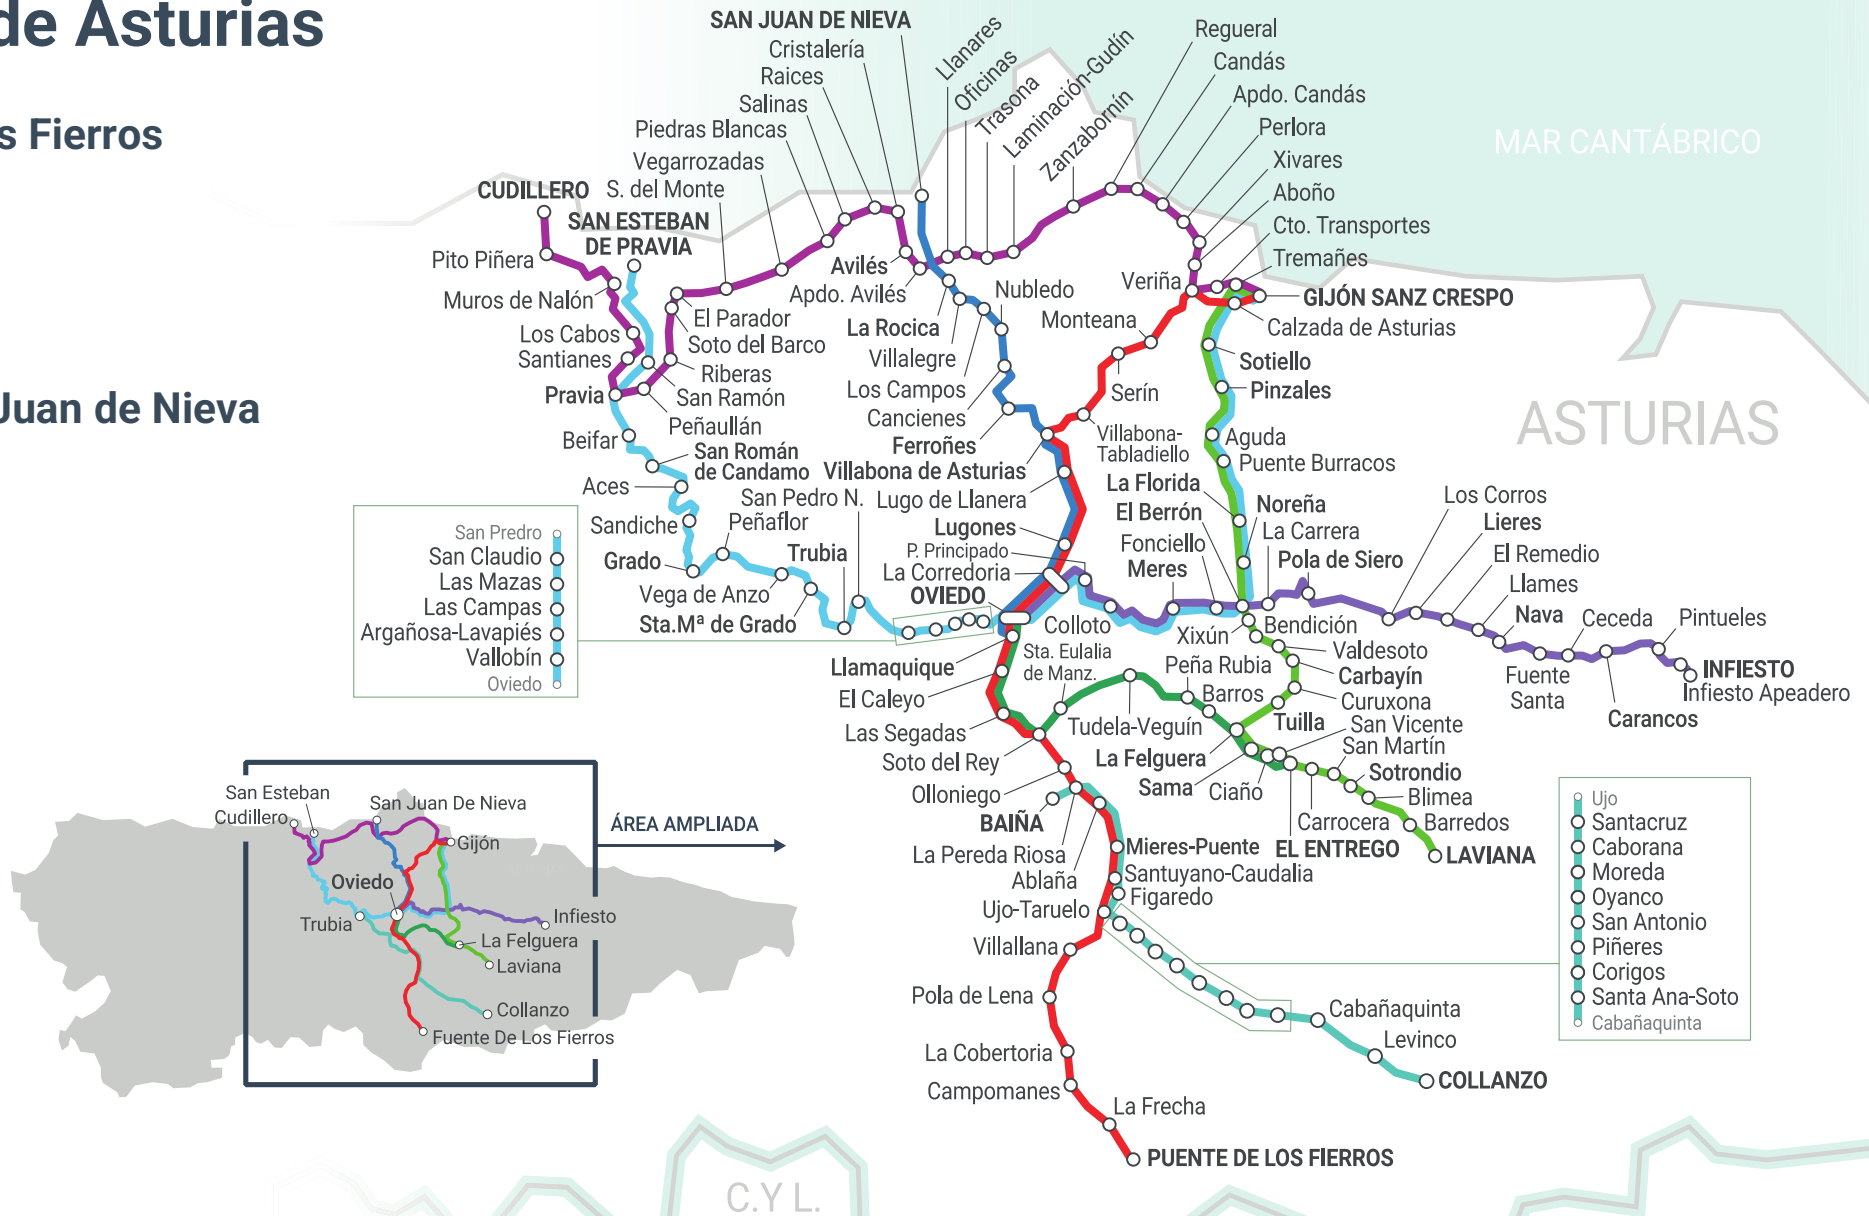 de Asturias
s Fierros
Juan de Nieva
MAR CANTÁBRICO
ASTURIAS
C.Y L.
SAN JUAN DE NIEVA
Cristalería
Raices
Salinas
Piedras Blancas
Vegarrozadas
S. del Monte
CUDILLERO
SAN ESTEBAN
DE PRAVIA
Pito Piñera
Muros de Nalón
Los Cabos
Santianes
Pravia
Beifar
Aces
Sandiche
Grado
El Parador
Soto del Barco
Riberas
San Ramón
Peñaullán
San Román
de Candamo
San Pedro N.
Peñaflor
Trubia
Vega de Anzo
Sta.Mª de Grado
Llanares
Oficinas
Trasona
Laminación-Gudín
Zanzabornín
Regueral
Candás
Apdo. Candás
Perlora
Xivares
Aboño
Cto. Transportes
Tremañes
GIJÓN SANZ CRESPO
Calzada de Asturias
Veriña
Monteana
Serín
Villabona-
Tabladiello
Avilés
Apdo. Avilés
La Rocica
Villalegre
Los Campos
Cancienes
Ferroñes
Nubledo
Villabona de Asturias
Lugo de Llanera
Lugones
P. Principado
La Corredoria
OVIEDO
Sotiello
Pinzales
Aguda
Puente Burracos
La Florida
El Berrón
Fonciello
Meres
Noreña
La Carrera
Pola de Siero
Los Corros
Lieres
El Remedio
Llames
Nava
Ceceda
Pintueles
INFIESTO
Infiesto Apeadero
Fuente
Santa
Carancos
Colloto
Xixún
Bendición
Valdesoto
Carbayín
Curuxona
Tuilla
Llamaquique
El Caleyo
Las Segadas
Soto del Rey
Olloniego
BAIÑA
La Pereda Riosa
Ablaña
Sta. Eulalia
de Manz.
Peña Rubia
Barros
Tudela-Veguín
La Felguera
Sama
Ciaño
San Vicente
San Martín
Sotrondio
Blimea
Barredos
LAVIANA
Carrocera
EL ENTREGO
Mieres-Puente
Santuyano-Caudalia
Figaredo
Ujo-Taruelo
Villallana
Pola de Lena
La Cobertoria
Campomanes
La Frecha
PUENTE DE LOS FIERROS
Cabañaquinta
Levinco
COLLANZO
San Predro
San Claudio
Las Mazas
Las Campas
Argañosa-Lavapiés
Vallobín
Oviedo
Ujo
Santacruz
Caborana
Moreda
Oyanco
San Antonio
Piñeres
Corigos
Santa Ana-Soto
Cabañaquinta
San Esteban
Cudillero
San Juan De Nieva
Gijón
Oviedo
Trubia
Infiesto
La Felguera
Laviana
Collanzo
Fuente De Los Fierros
ÁREA AMPLIADA